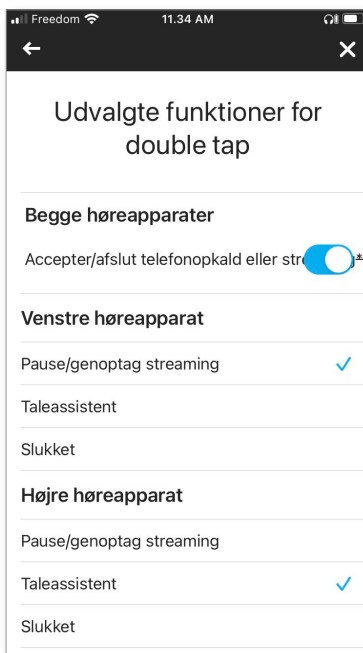 Freedom 11.34 AM
Udvalgte funktioner for
double tap
Begge høreapparater
Accepter/afslut telefonopkald eller
Venstre høreapparat
Pause/genoptag streaming
Taleassistent
Slukket
Højre høreapparat
Pause/genoptag streaming
Taleassistent
Slukket